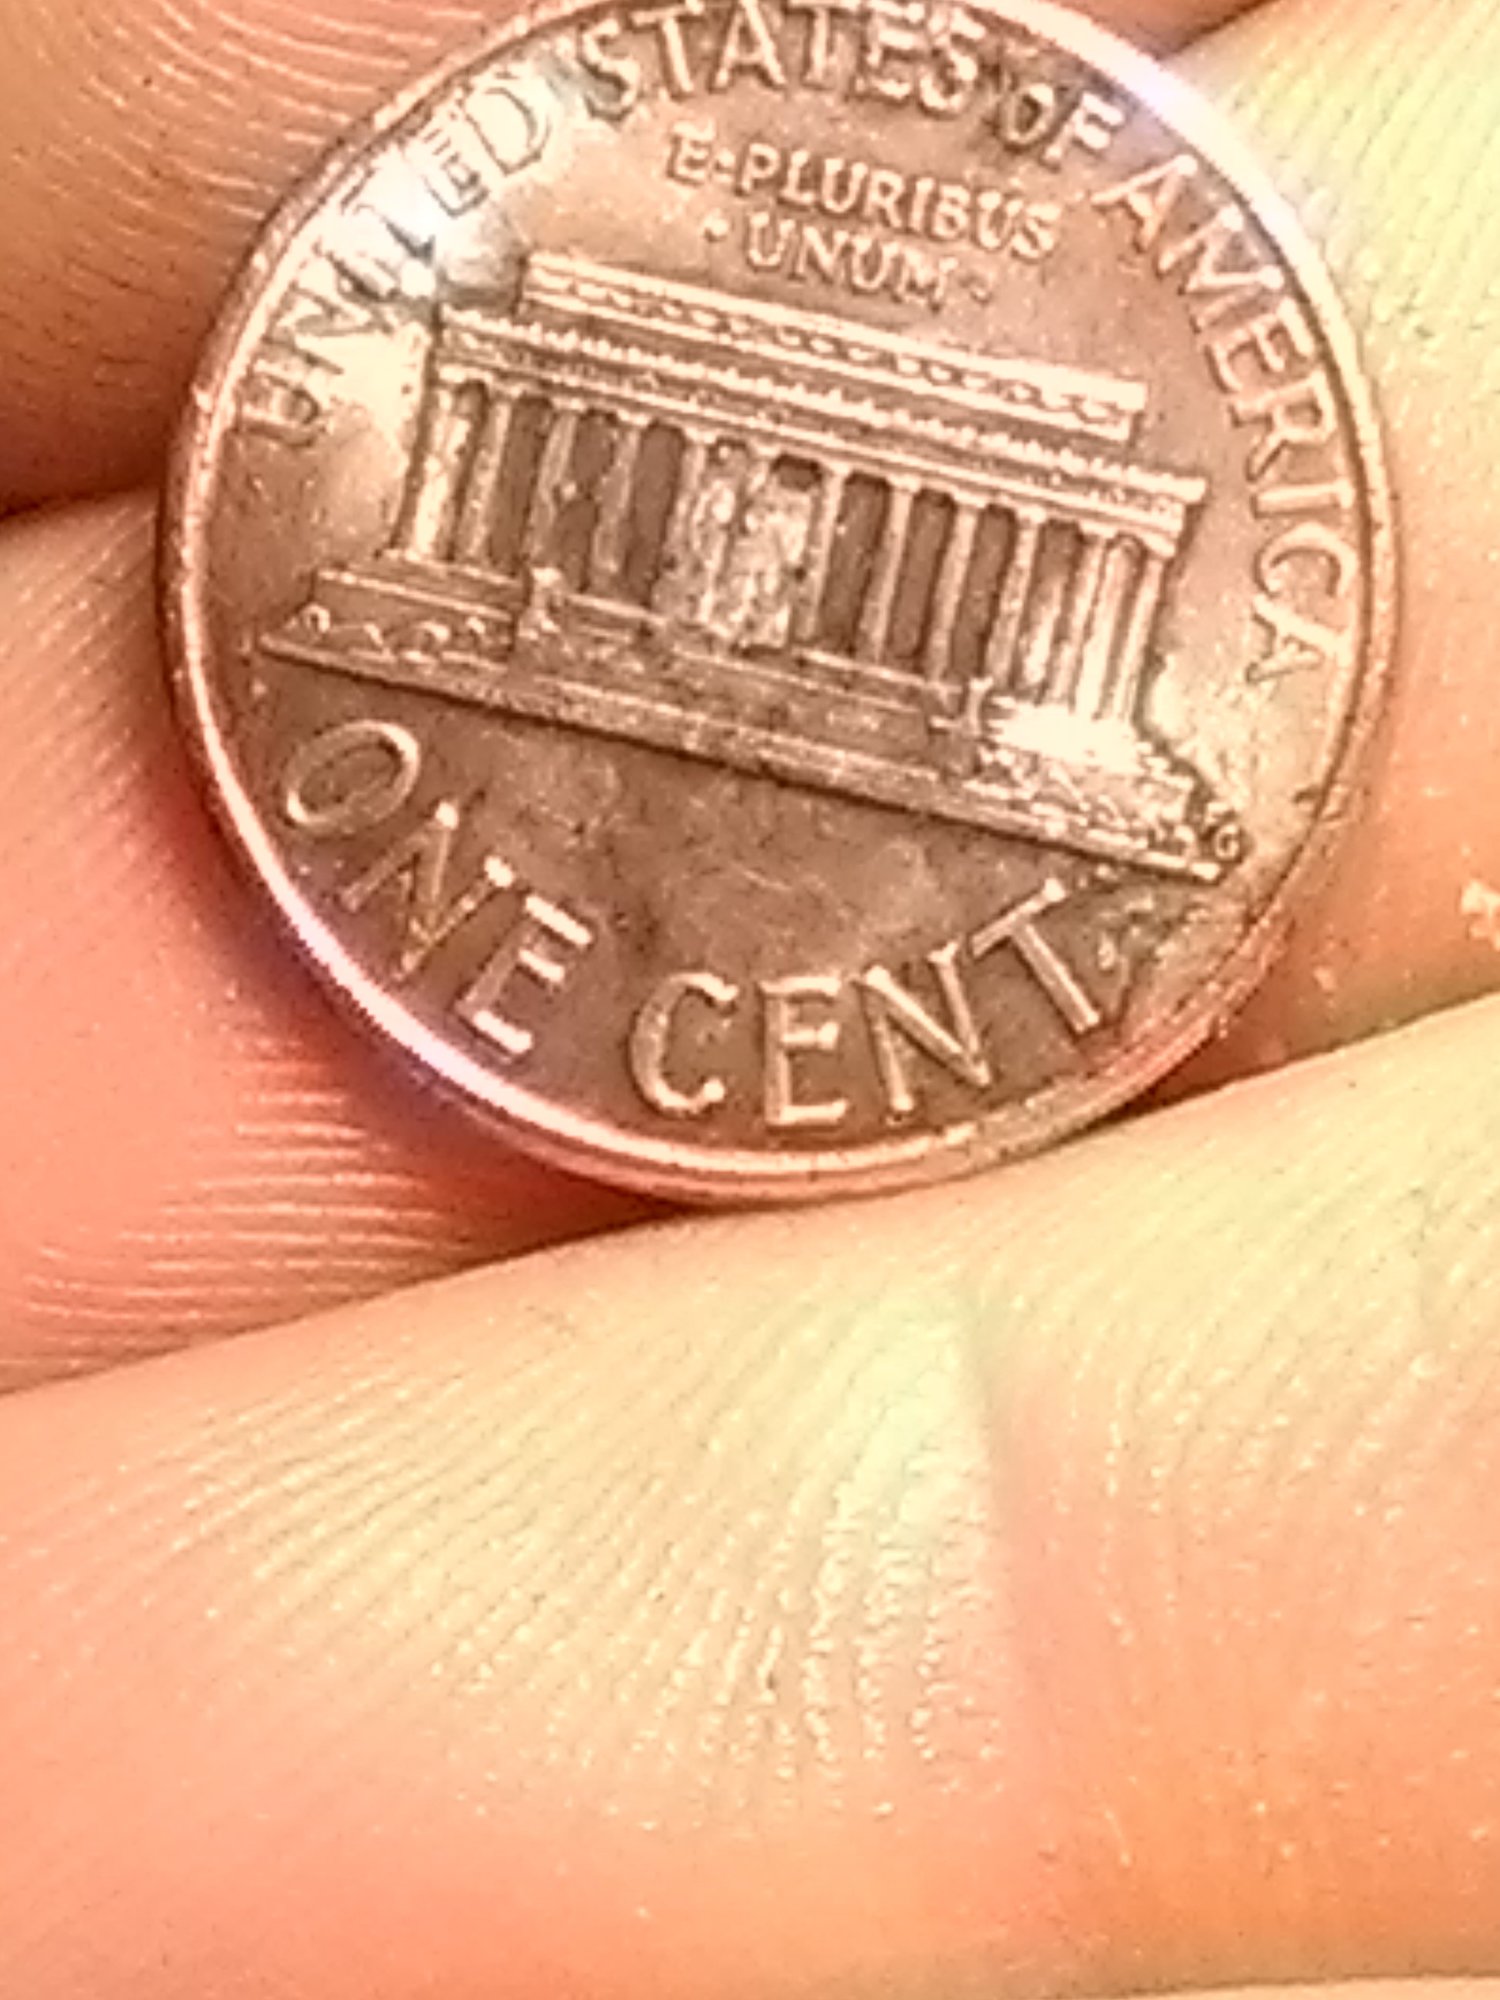 UNITED STATES OF AMERICA
E·PLURIBUS
·UNUM·
ONE CENT